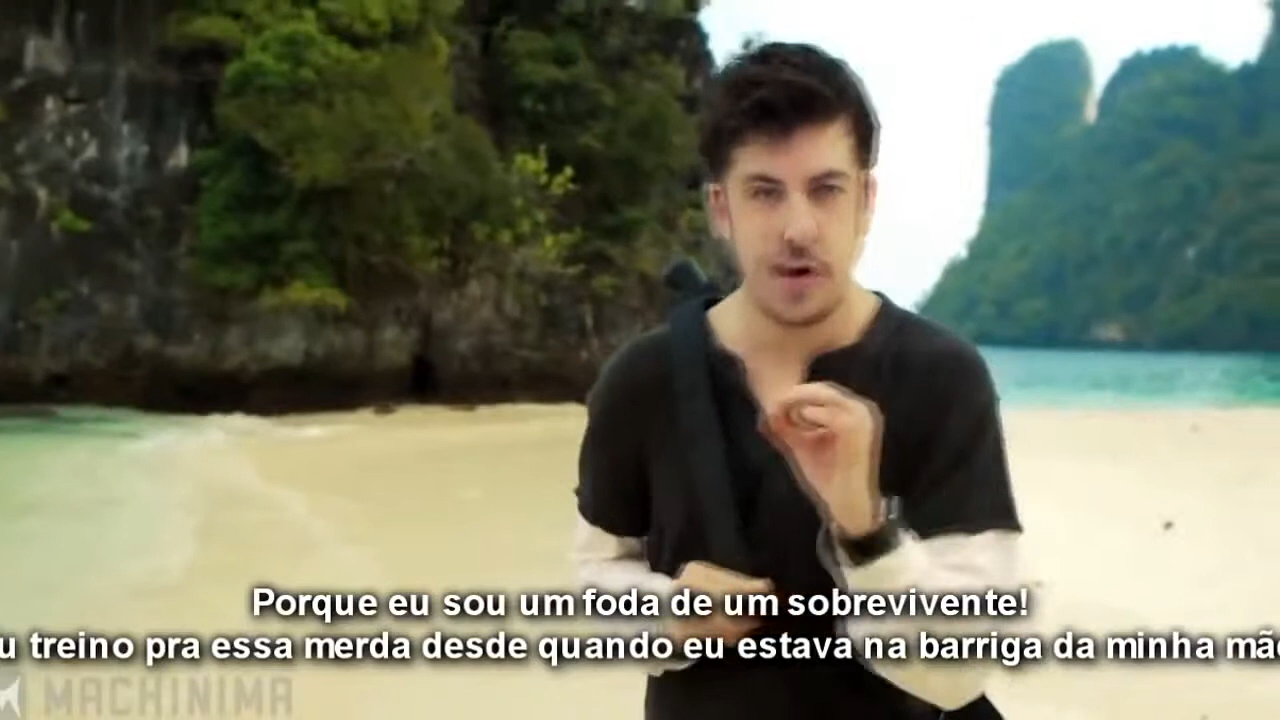 Porque eu sou um foda de um sobrevivente!
u treino pra essa merda desde quando eu estava na barriga da minha mã
MACHINIMA